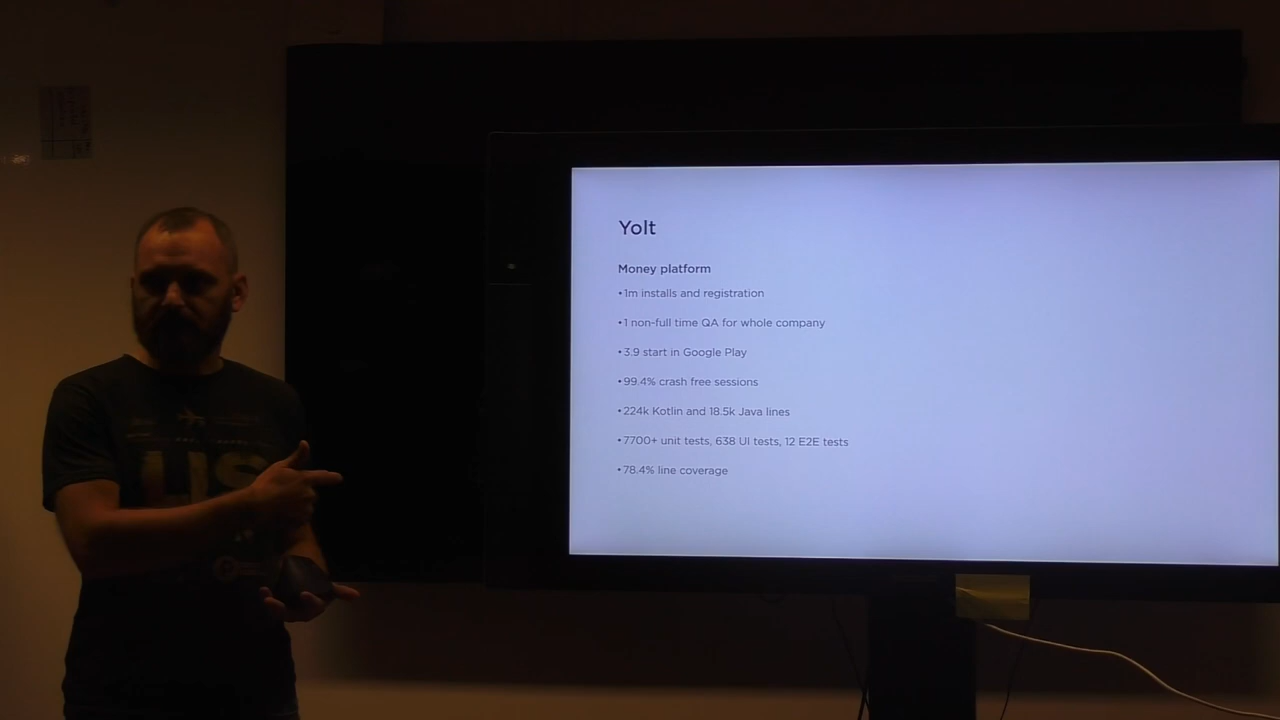 Yolt
Money platform
•1m installs and registration
•1 non-full time QA for whole company
•3.9 start in Google Play
•99.4% crash free sessions
•224k Kotlin and 18.5k Java lines
•7700+ unit tests, 638 UI tests, 12 E2E tests
•78.4% line coverage